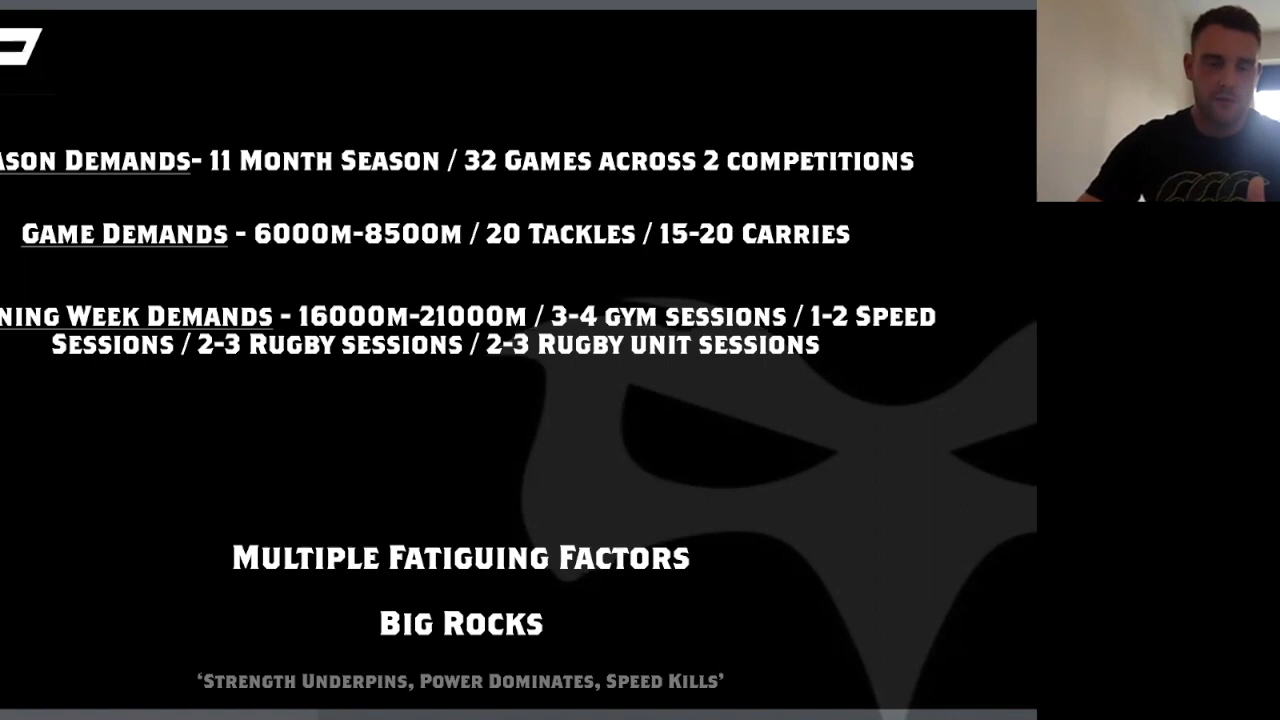 ASON DEMANDS- 11 MONTH SEASON / 32 GAMES ACROSS 2 COMPETITIONS
GAME DEMANDS - 6000M-8500M / 20 TACKLES / 15-20 CARRIES
NING WEEK DEMANDS - 16000M-21000M / 3-4 GYM SESSIONS / 1-2 SPEED
SESSIONS / 2-3 RUGBY SESSIONS / 2-3 RUGBY UNIT SESSIONS
MULTIPLE FATIGUING FACTORS
BIG ROCKS
‘STRENGTH UNDERPINS, POWER DOMINATES, SPEED KILLS’